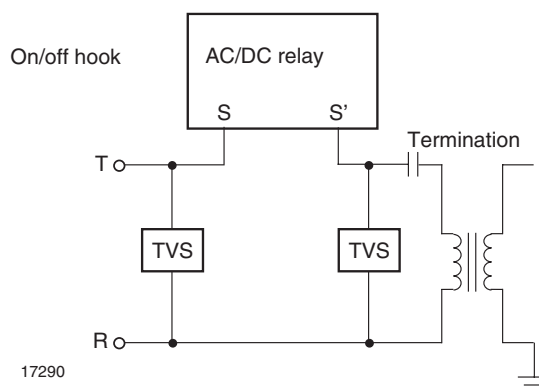 On/off hook
AC/DC relay
S
S'
Termination
T
TVS
TVS
R
17290